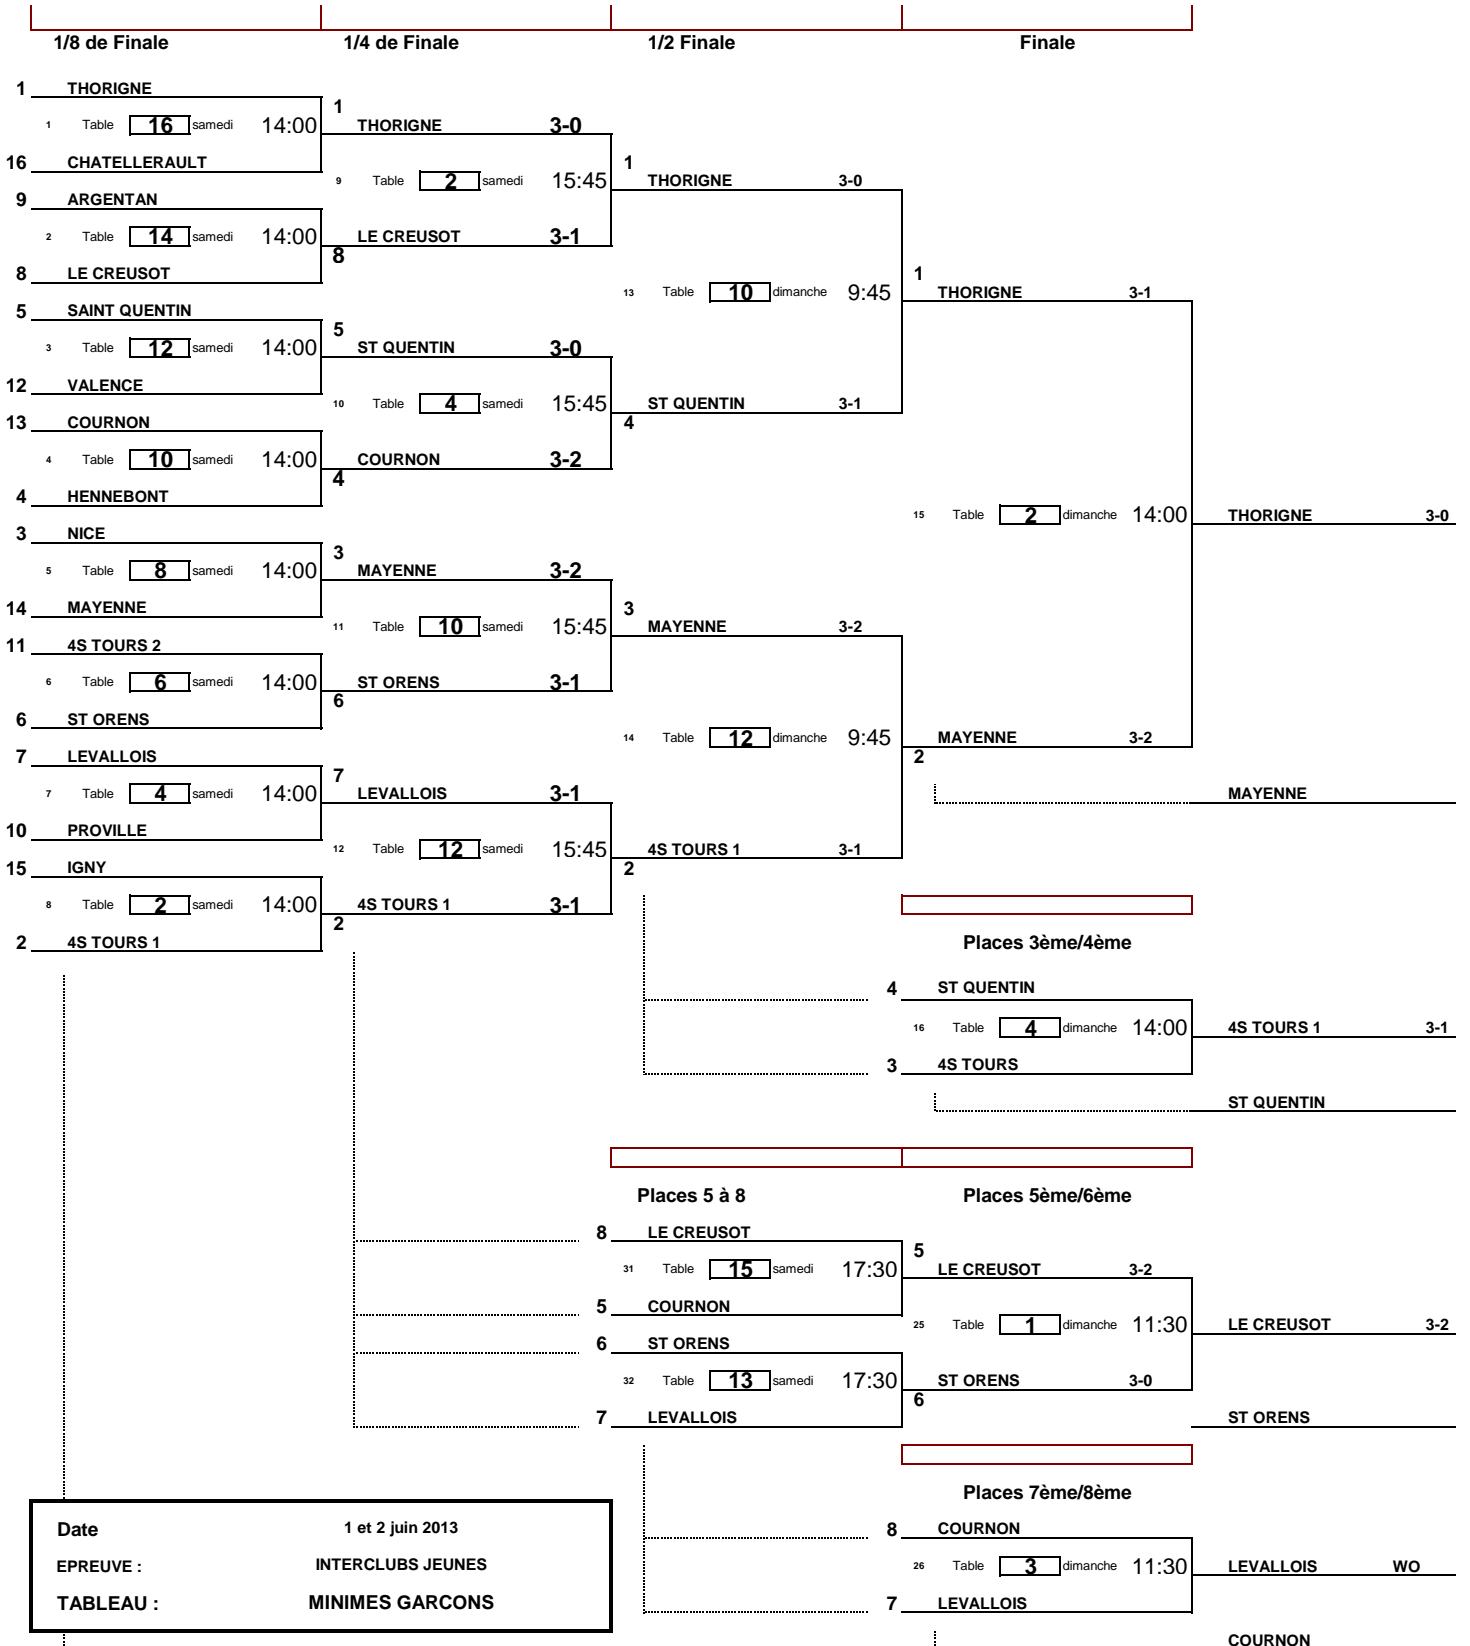 1/8 de Finale 1/4 de Finale 1/2 Finale Finale
1 THORIGNE
1
1 Table 16 samedi 14:00 THORIGNE 3-0
16 CHATELLERAULT 1
9 Table 2 samedi 15:45 THORIGNE 3-0
9 ARGENTAN
2 Table 14 samedi 14:00 LE CREUSOT 3-1
8
8 LE CREUSOT 1
13 Table 10 dimanche 9:45 THORIGNE 3-1
5 SAINT QUENTIN
5
3 Table 12 samedi 14:00 ST QUENTIN 3-0
12 VALENCE
10 Table 4 samedi 15:45 ST QUENTIN 3-1
13 COURNON 4
4 Table 10 samedi 14:00 COURNON 3-2
4
4 HENNEBONT
15 Table 2 dimanche 14:00 THORIGNE 3-0
3 NICE
3
5 Table 8 samedi 14:00 MAYENNE 3-2
14 MAYENNE 3
11 Table 10 samedi 15:45 MAYENNE 3-2
11 4S TOURS 2
6 Table 6 samedi 14:00 ST ORENS 3-1
6
6 ST ORENS
14 Table 12 dimanche 9:45 MAYENNE 3-2
7 LEVALLOIS 2
7
7 Table 4 samedi 14:00 LEVALLOIS 3-1 MAYENNE
10 PROVILLE
12 Table 12 samedi 15:45 4S TOURS 1 3-1
15 IGNY 2
8 Table 2 samedi 14:00 4S TOURS 1 3-1
2
2 4S TOURS 1 Places 3ème/4ème
4 ST QUENTIN
16 Table 4 dimanche 14:00 4S TOURS 1 3-1
3 4S TOURS
ST QUENTIN
Places 5 à 8 Places 5ème/6ème
8 LE CREUSOT
5
31 Table 15 samedi 17:30 LE CREUSOT 3-2
5 COURNON
25 Table 1 dimanche 11:30 LE CREUSOT 3-2
6 ST ORENS
32 Table 13 samedi 17:30 ST ORENS 3-0
6
7 LEVALLOIS ST ORENS
Places 7ème/8ème
Date 1 et 2 juin 2013
8 COURNON
EPREUVE : INTERCLUBS JEUNES
26 Table 3 dimanche 11:30 LEVALLOIS WO
TABLEAU : MINIMES GARCONS
7 LEVALLOIS
COURNON